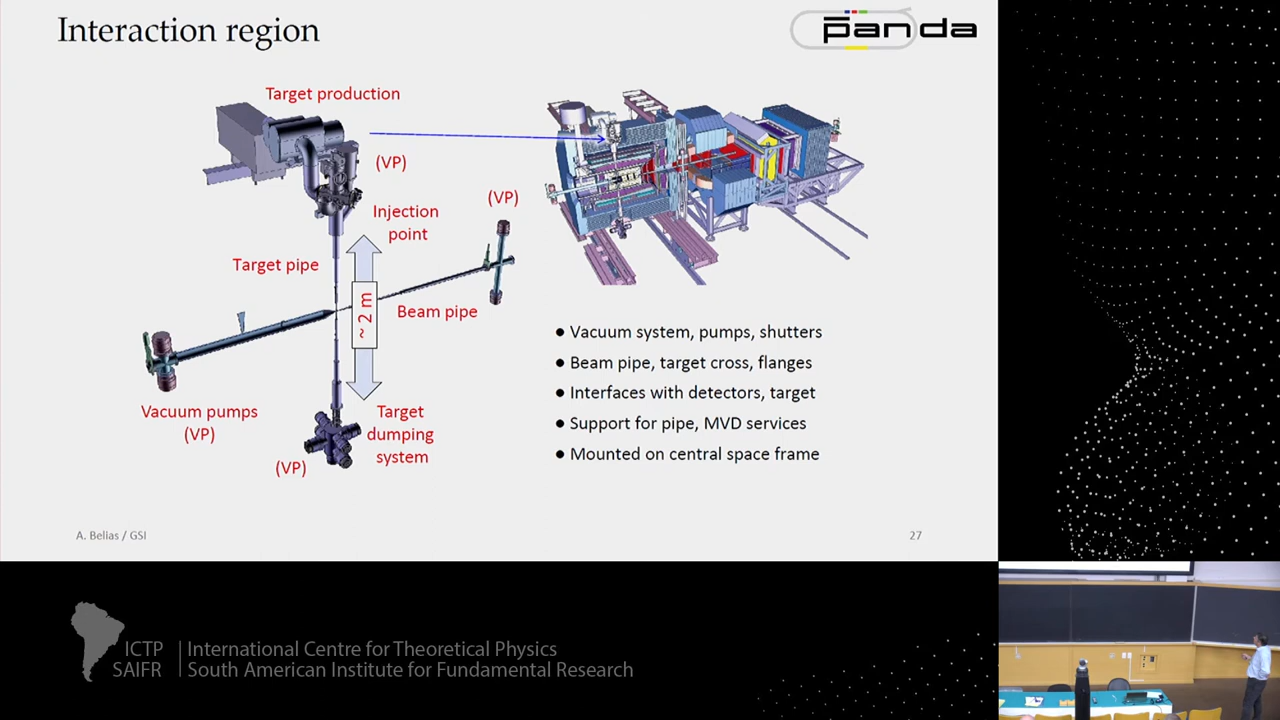 Interaction region
panda
Target production
(VP)
(VP)
Injection
point
Target pipe
~ 2 m
Beam pipe
Vacuum pumps
(VP)
Target
dumping
system
(VP)
● Vacuum system, pumps, shutters
● Beam pipe, target cross, flanges
● Interfaces with detectors, target
● Support for pipe, MVD services
● Mounted on central space frame
A. Belias / GSI
27
ICTP
SAIFR
International Centre for Theoretical Physics
South American Institute for Fundamental Research